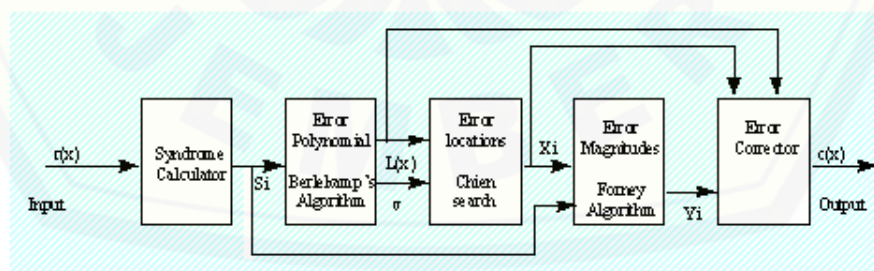 r(x)
Input
Syndrome
Calculator
Si
Error
Polynomial
Berlekamp's
Algorithm
L(x)
σ
Error
locations
Chien
search
Xi
Error
Magnitudes
Forney
Algorithm
Yi
Error
Corrector
c(x)
Output